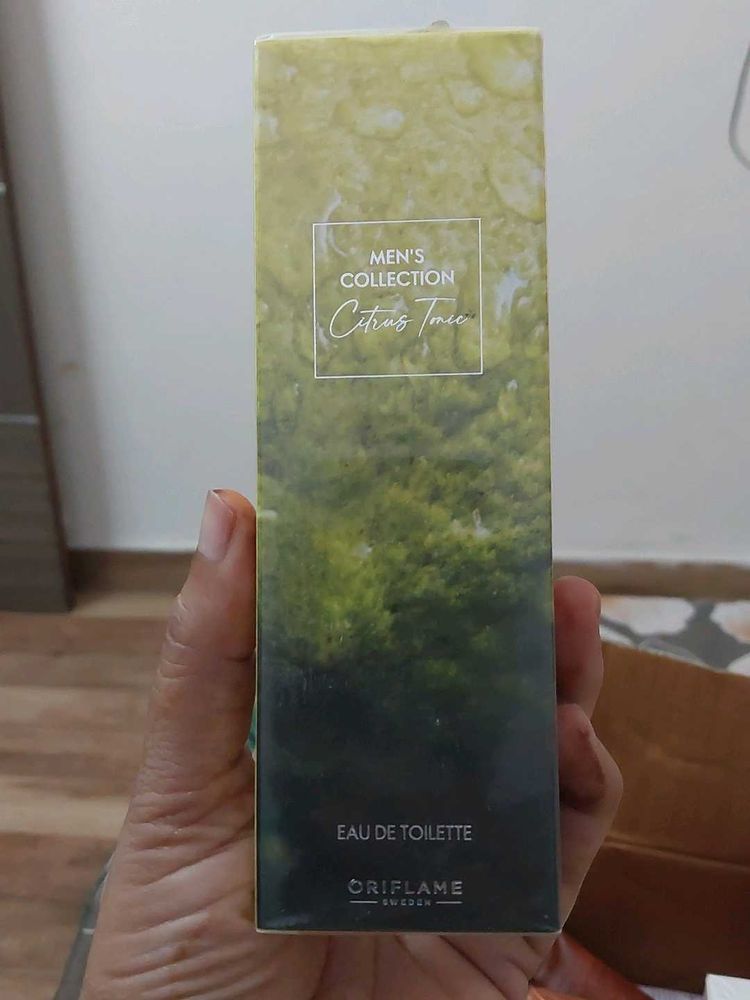 MEN'S
COLLECTION
Citrus Tonic
EAU DE TOILETTE
ORIFLAME
SWEDEN